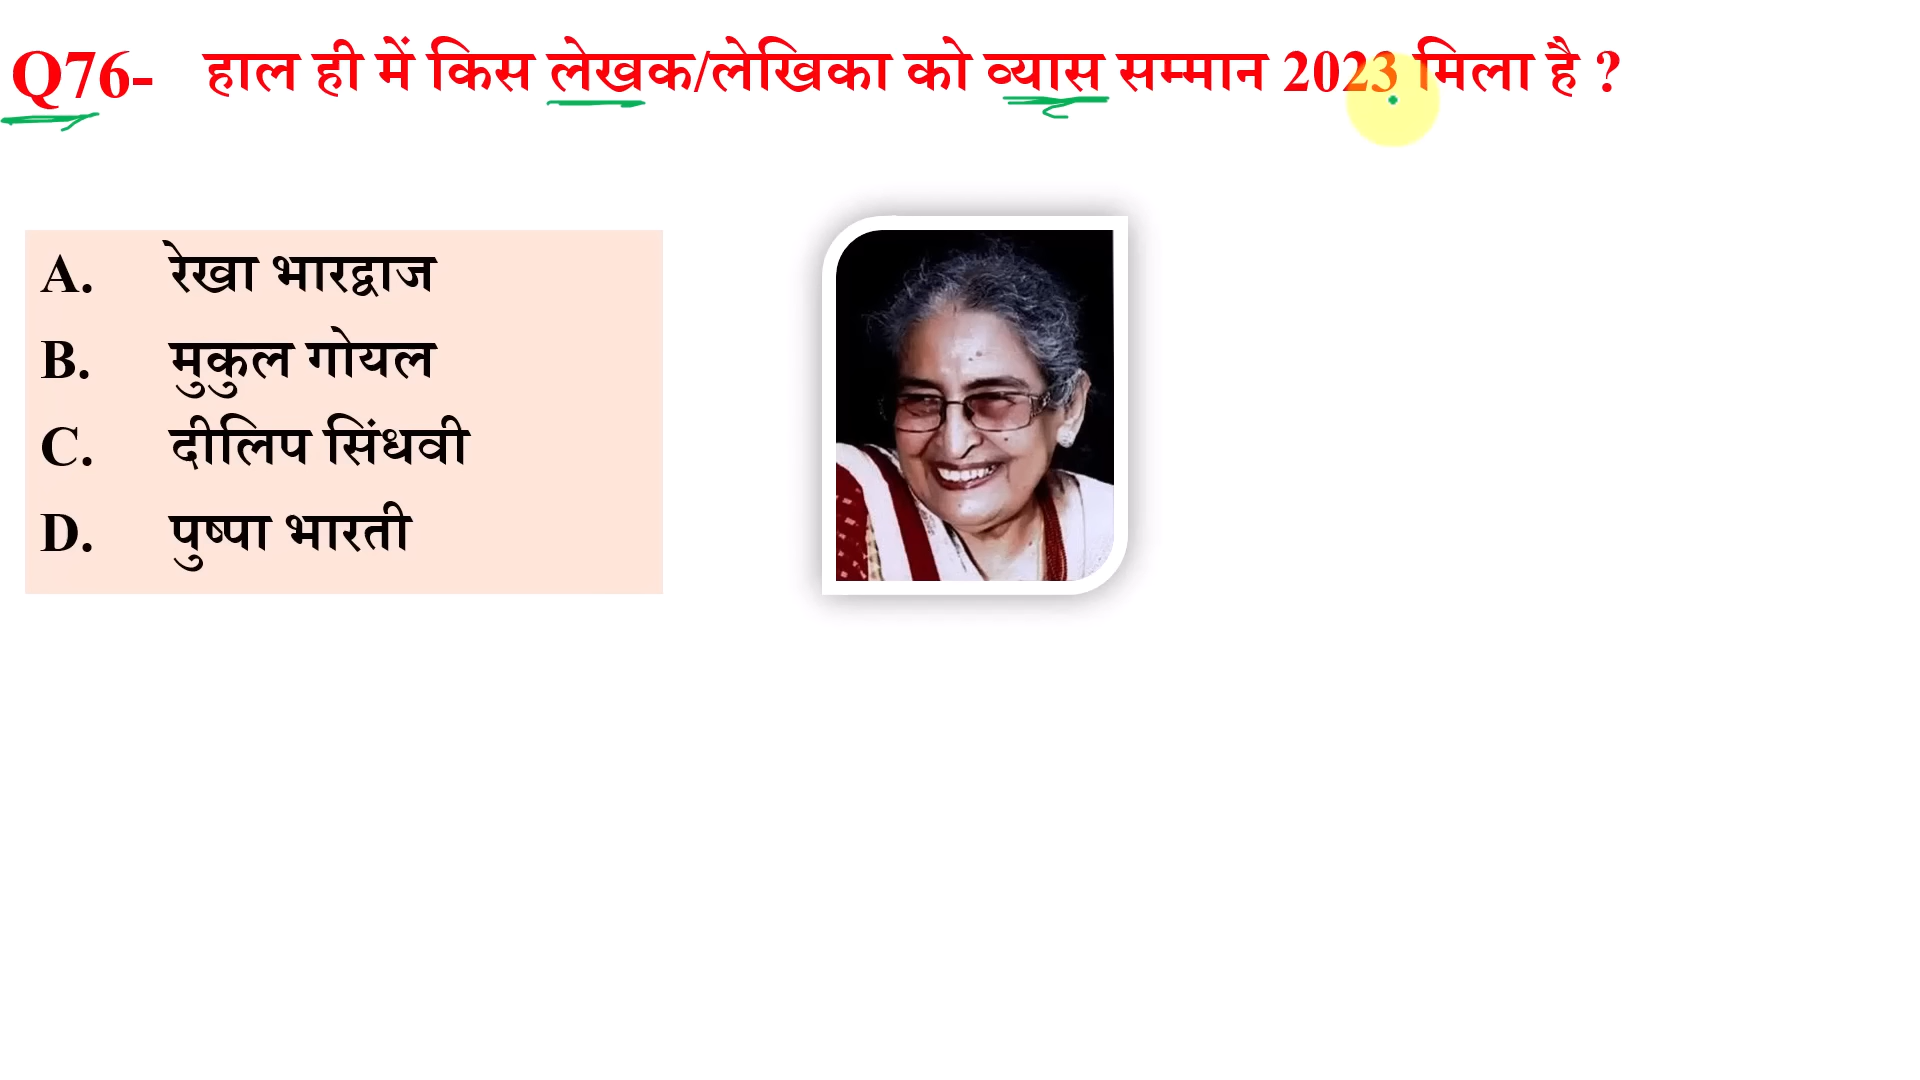 Q76- हाल ही में किस लेखक/लेखिका को व्यास सम्मान 2023 मिला है ?
A. रेखा भारद्वाज
B. मुकुल गोयल
C. दीलिप सिंधवी
D. पुष्पा भारती